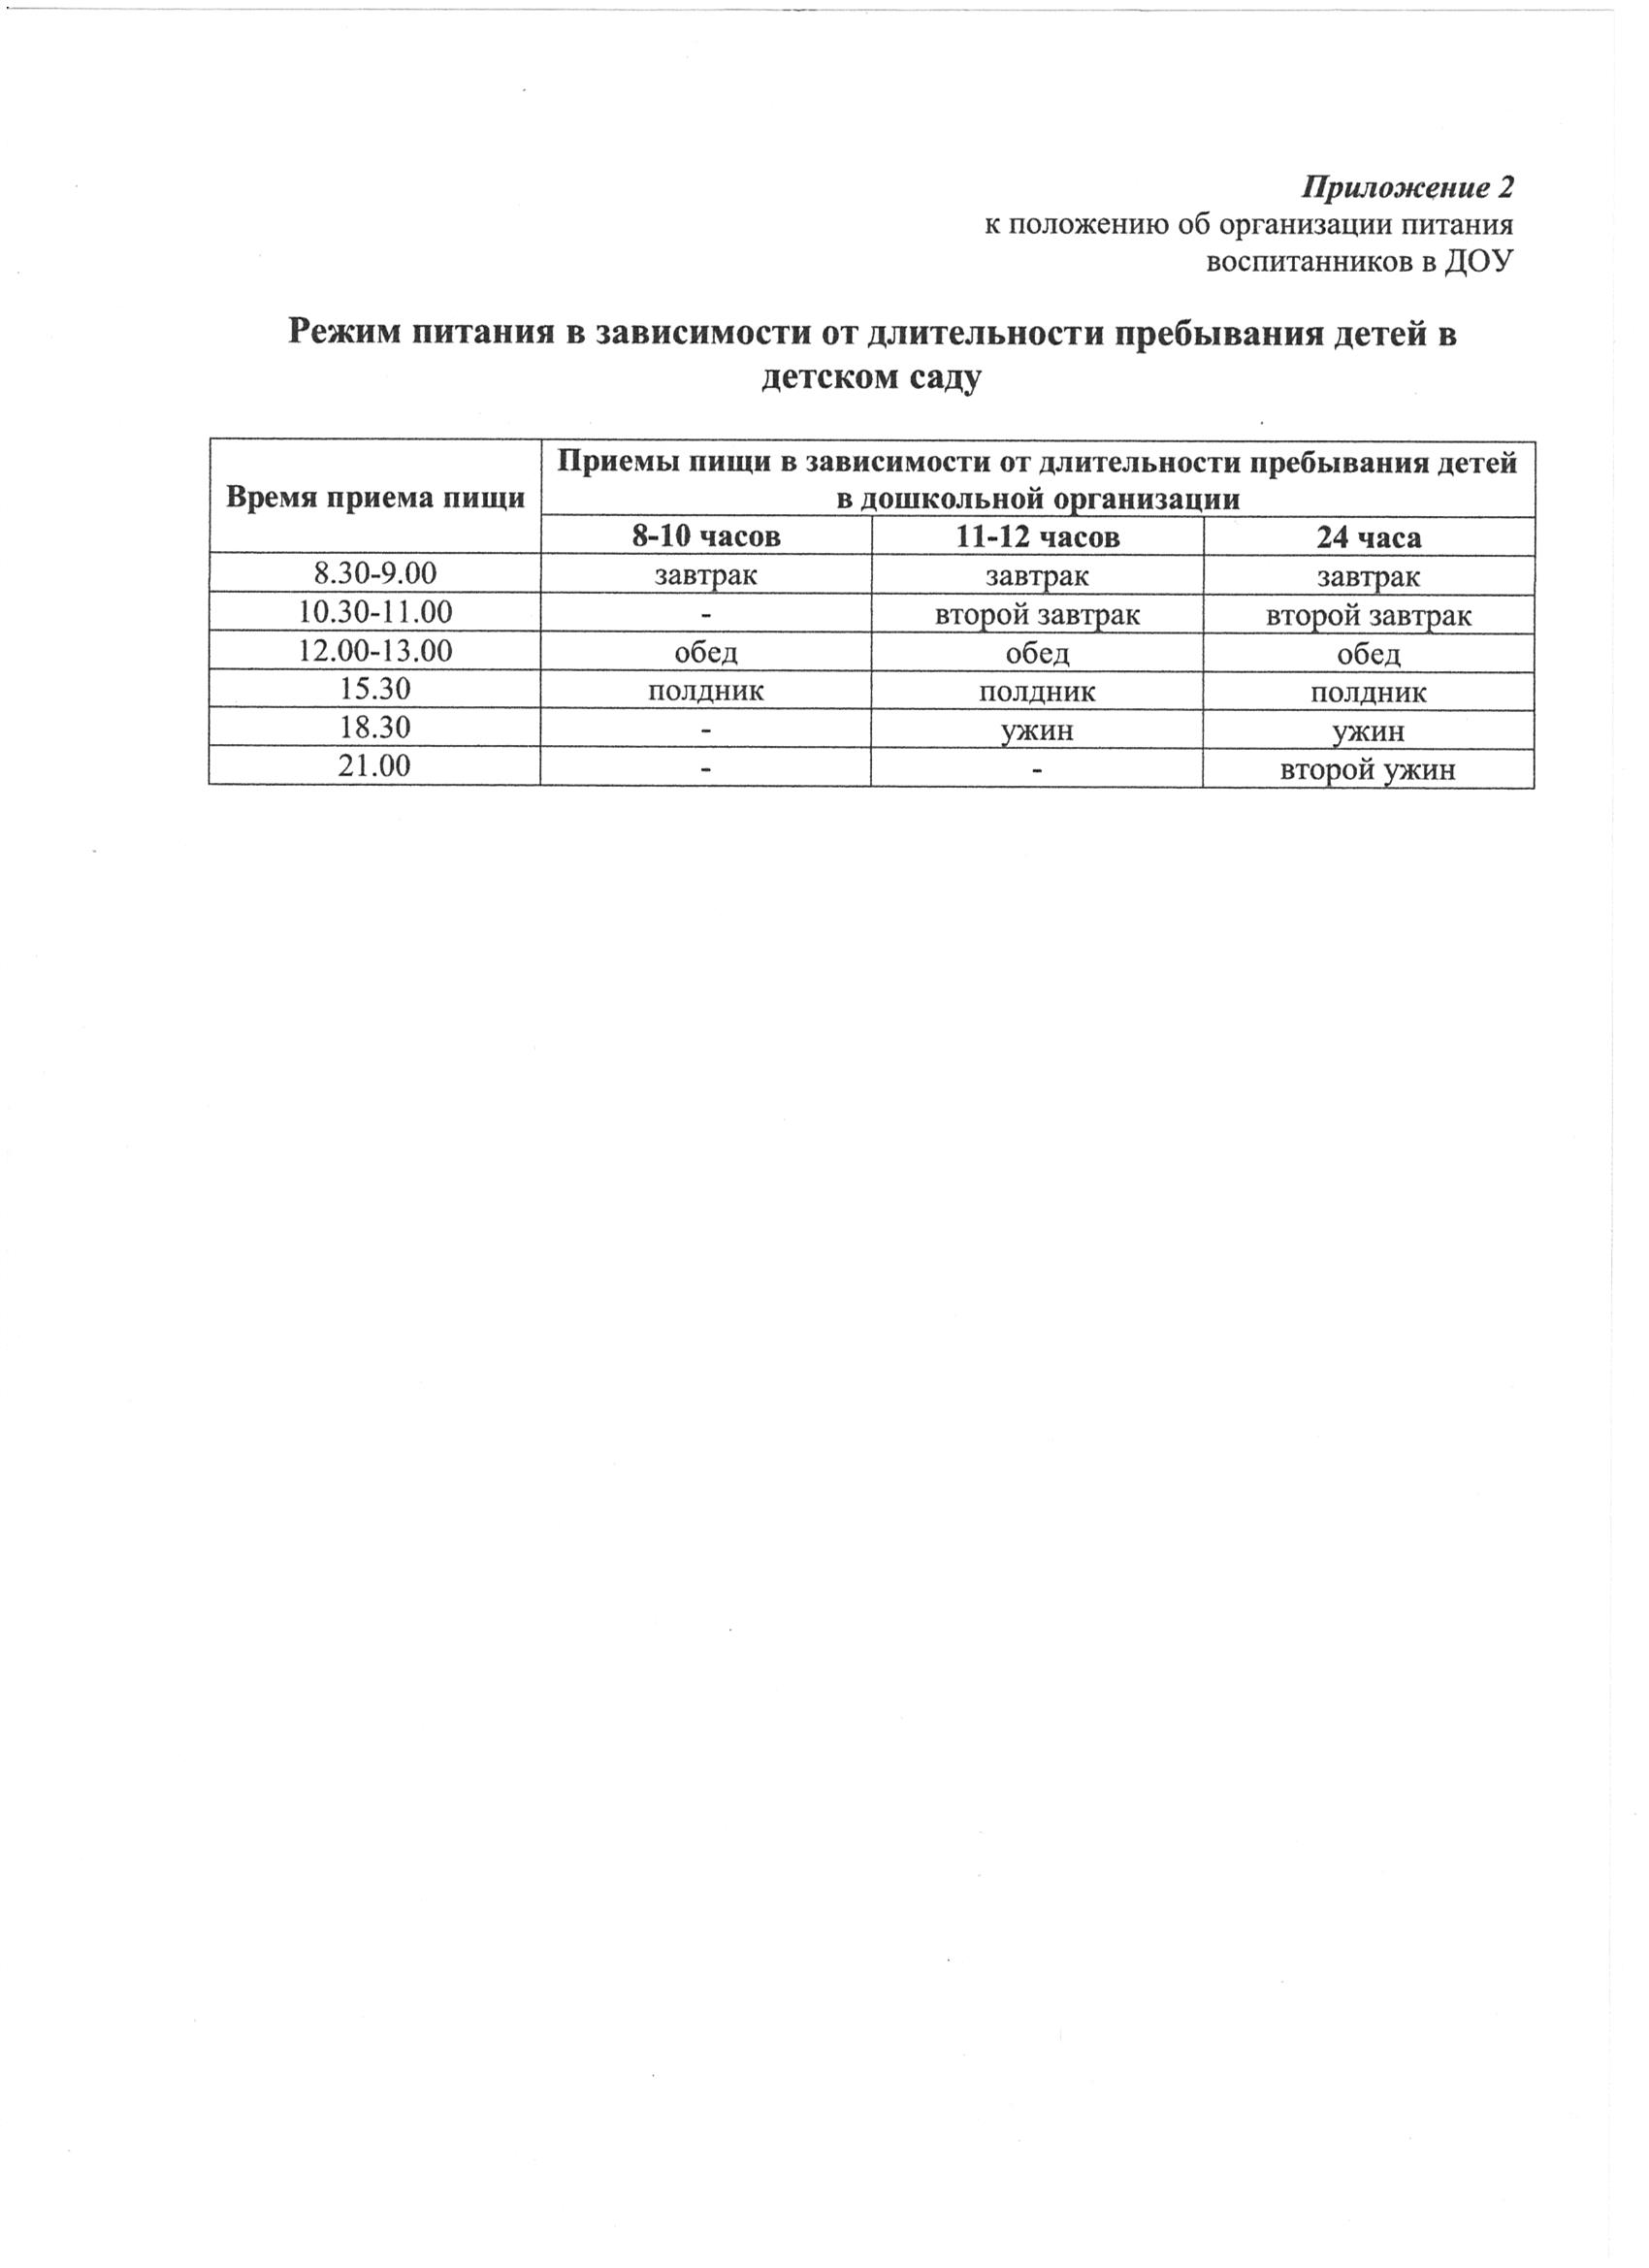 Приложение 2
к положению об организации питания
воспитанников в ДОУ
Режим питания в зависимости от длительности пребывания детей в
детском саду
Время приема пищи
Приемы пищи в зависимости от длительности пребывания детей
в дошкольной организации
8-10 часов 11-12 часов 24 часа
8.30-9.00 завтрак завтрак завтрак
10.30-11.00 - второй завтрак второй завтрак
12.00-13.00 обед обед обед
15.30 полдник полдник полдник
18.30 - ужин ужин
21.00 - - второй ужин